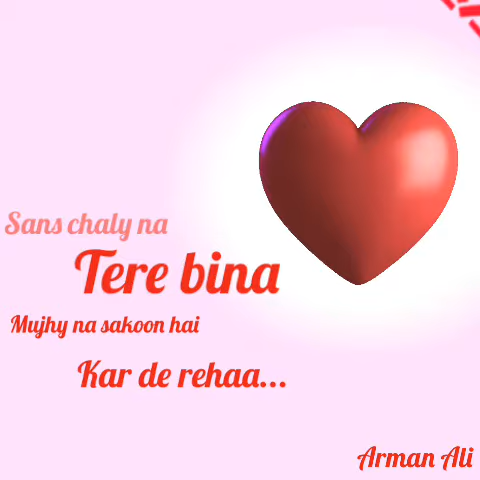 Sans chaly na
Tere bina
Mujhy na sakoon hai
Kar de rehaa...
Arman Ali